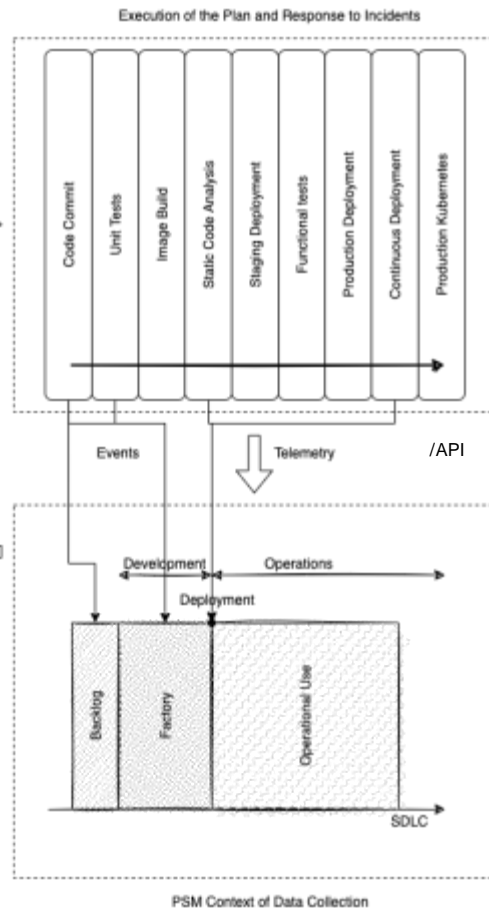 Execution of the Plan and Response to Incidents
Code Commit
Unit Tests
Image Build
Static Code Analysis
Staging Deployment
Functional tests
Production Deployment
Continuous Deployment
Production Kubernetes
Events
Telemetry
/API
Development
Operations
Deployment
Backlog
Factory
Operational Use
SDLC
PSM Context of Data Collection